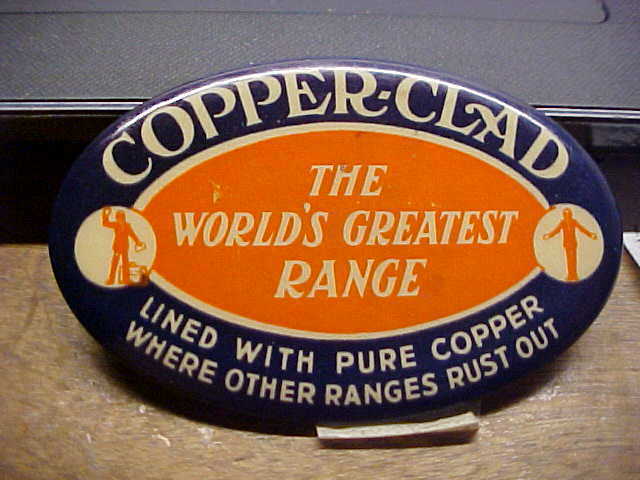 COPPER-CLAD
THE
WORLD'S GREATEST
RANGE
LINED WITH PURE COPPER
WHERE OTHER RANGES RUST OUT